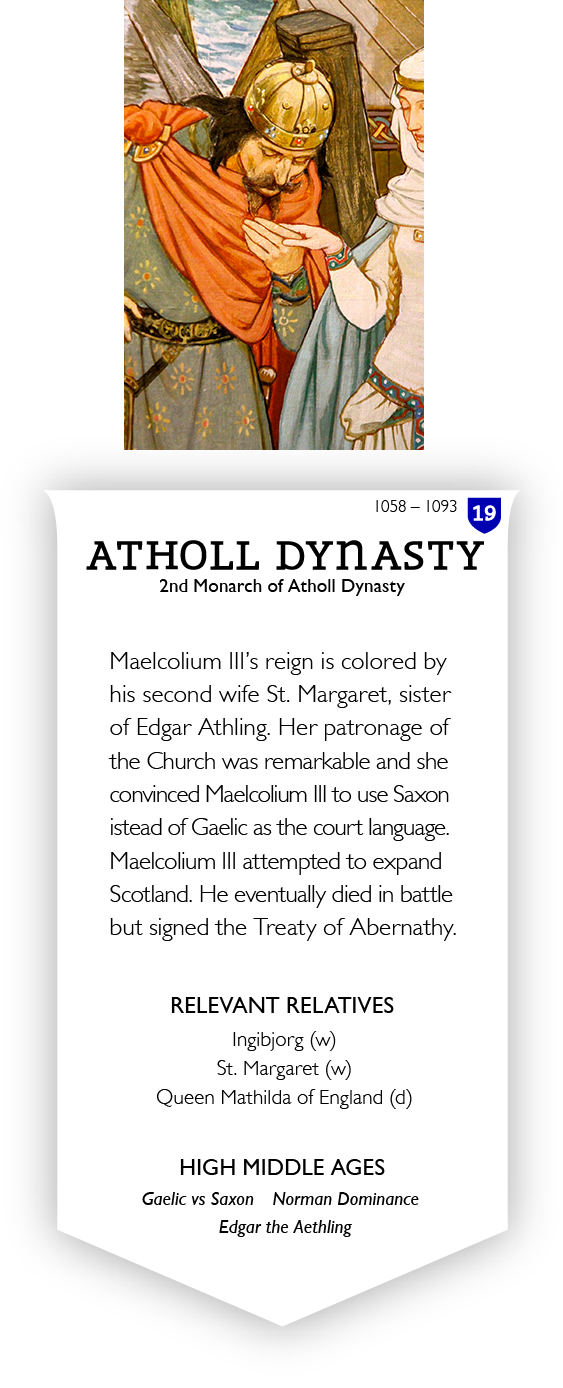 1058 – 1093 19
ATHOLL DYNASTY
2nd Monarch of Atholl Dynasty
Maelcolium III’s reign is colored by
his second wife St. Margaret, sister
of Edgar Athling. Her patronage of
the Church was remarkable and she
convinced Maelcolium III to use Saxon
istead of Gaelic as the court language.
Maelcolium III attempted to expand
Scotland. He eventually died in battle
but signed the Treaty of Abernathy.
RELEVANT RELATIVES
Ingibjorg (w)
St. Margaret (w)
Queen Mathilda of England (d)
HIGH MIDDLE AGES
Gaelic vs Saxon Norman Dominance
Edgar the Aethling